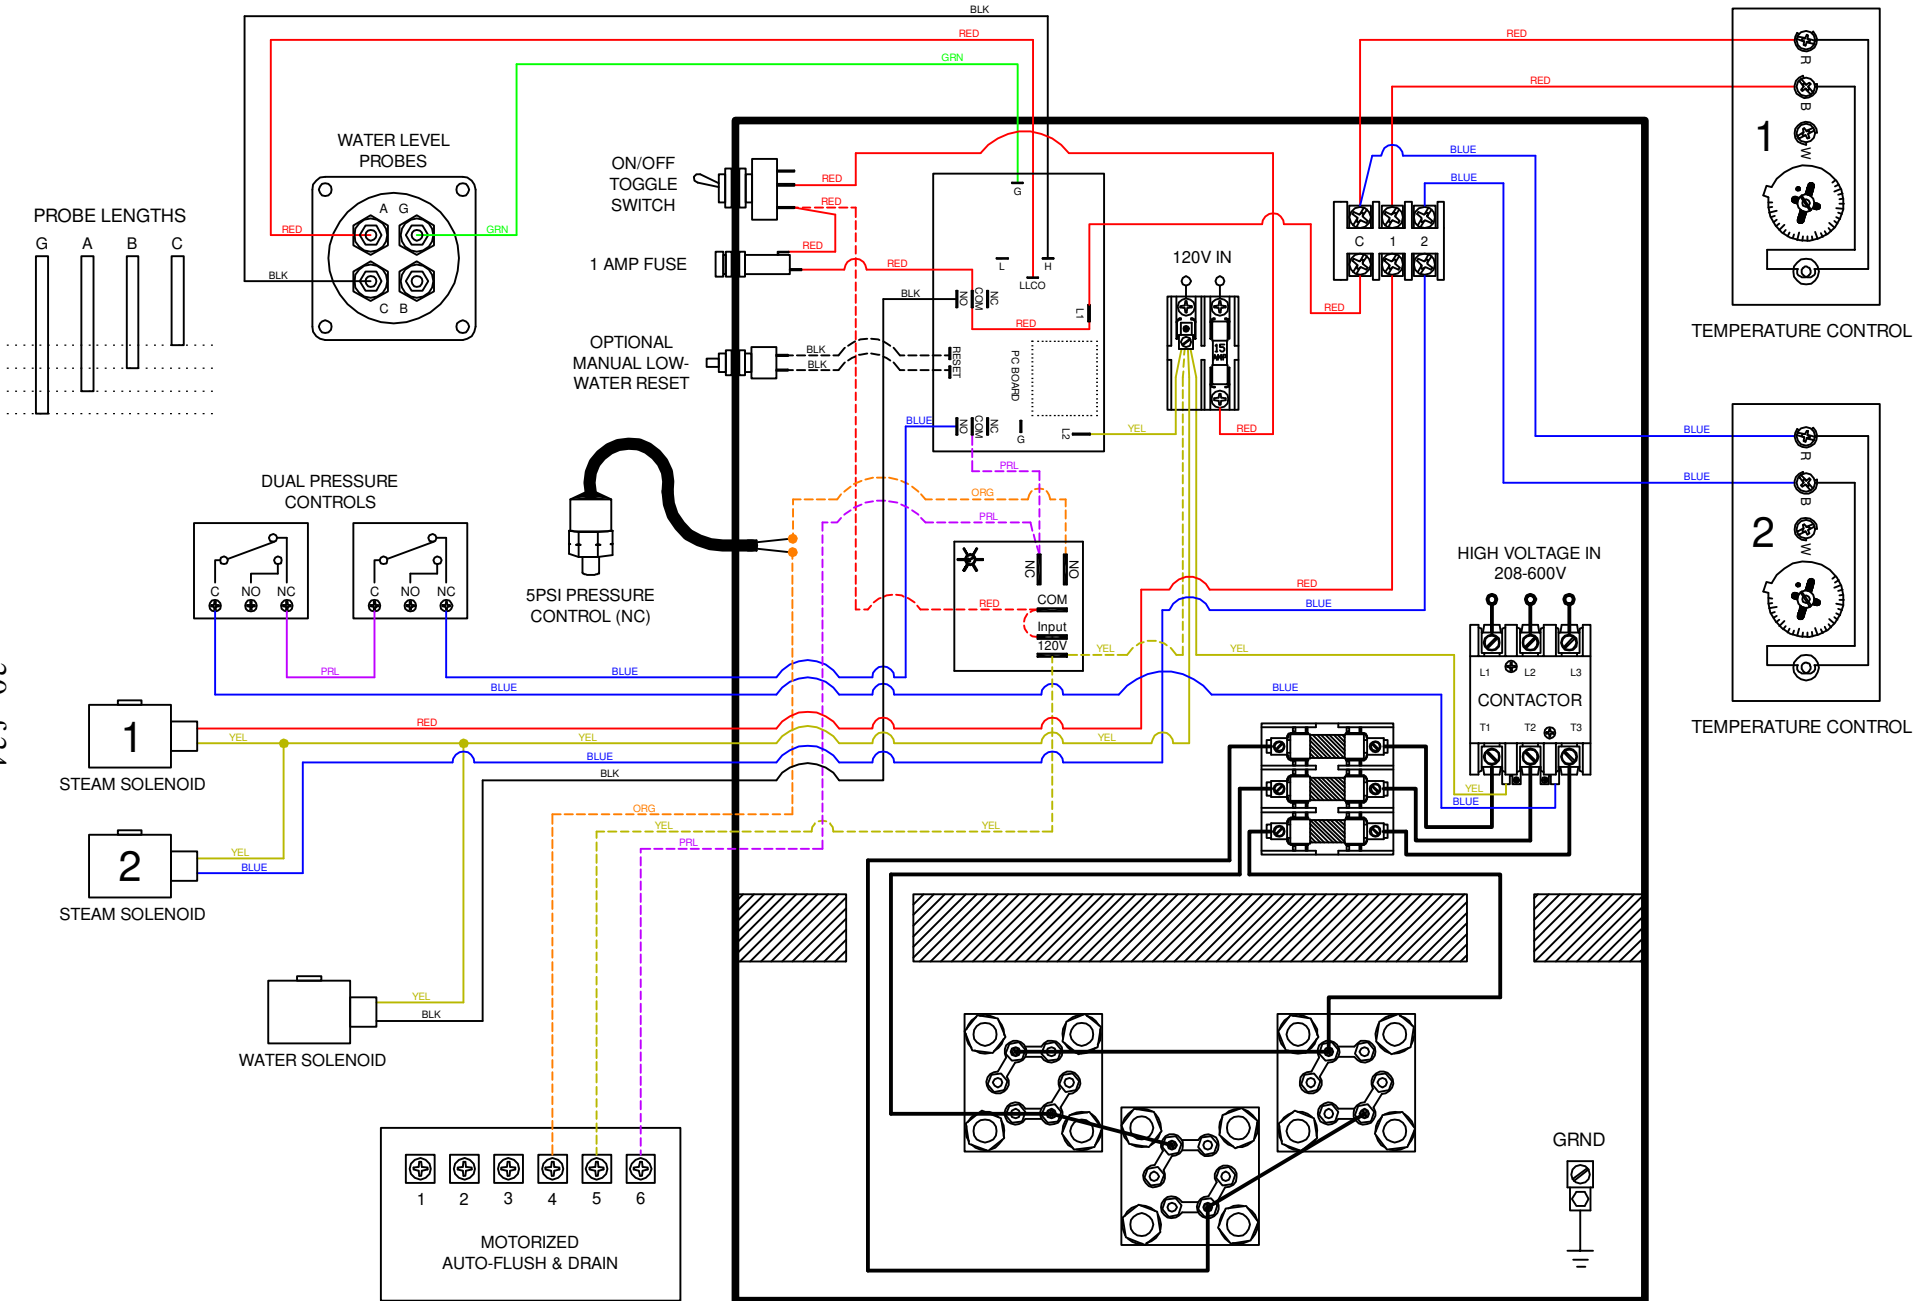 BLK
RED
GRN
RED
RED
R
B
1
W
TEMPERATURE CONTROL
WATER LEVEL
PROBES
A G
C B
RED
GRN
BLK
PROBE LENGTHS
G A B C
ON/OFF
TOGGLE
SWITCH
RED
RED
RED
1 AMP FUSE
RED
OPTIONAL
MANUAL LOW-
WATER RESET
BLK
BLK
BLK
G
L
H
LLCO
NO
COM
NC
RED
L1
RESET
PC BOARD
BLUE
NO
COM
NC
G
L2
YEL
PRL
120V IN
15
AMP
RED
BLUE
BLUE
C 1 2
RED
BLUE
BLUE
R
B
2
W
TEMPERATURE CONTROL
DUAL PRESSURE
CONTROLS
C NO NC
C NO NC
PRL
5PSI PRESSURE
CONTROL (NC)
ORG
PRL
NC
NO
COM
Input
120V
RED
YEL
YEL
RED
BLUE
HIGH VOLTAGE IN
208-600V
L1 L2 L3
CONTACTOR
T1 T2 T3
YEL
BLUE
BLUE
BLUE
BLUE
1
STEAM SOLENOID
RED
YEL
YEL
YEL
BLUE
BLK
2
STEAM SOLENOID
YEL
BLUE
ORG
YEL
YEL
PRL
YEL
BLK
WATER SOLENOID
1 2 3 4 5 6
MOTORIZED
AUTO-FLUSH & DRAIN
GRND